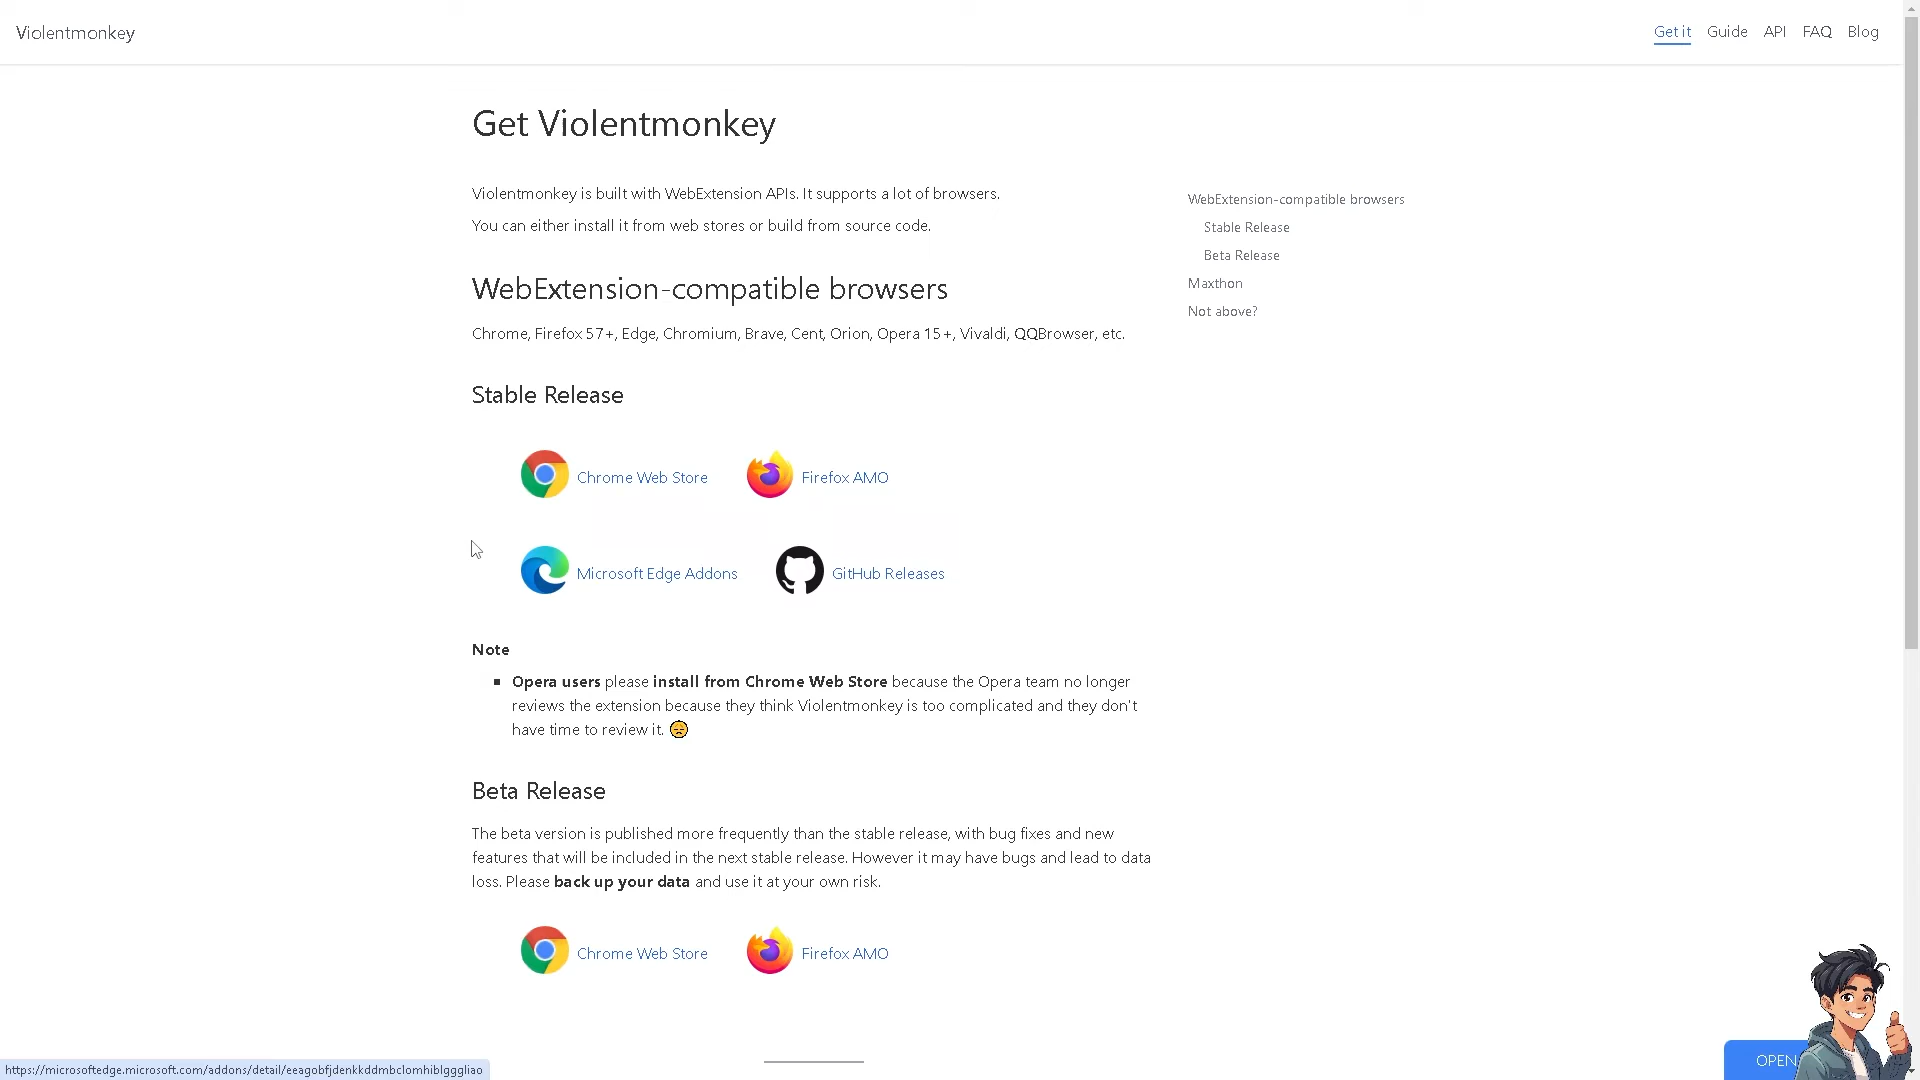 Violentmonkey
Get it
Guide
API
FAQ
Blog
Get Violentmonkey
Violentmonkey is built with WebExtension APIs. It supports a lot of browsers.
You can either install it from web stores or build from source code.
WebExtension-compatible browsers
Stable Release
Beta Release
Maxthon
Not above?
WebExtension-compatible browsers
Chrome, Firefox 57+, Edge, Chromium, Brave, Cent, Orion, Opera 15+, Vivaldi, QQBrowser, etc.
Stable Release
Chrome Web Store
Firefox AMO
Microsoft Edge Addons
GitHub Releases
Note
Opera users please install from Chrome Web Store because the Opera team no longer
reviews the extension because they think Violentmonkey is too complicated and they don't
have time to review it. 😞
Beta Release
The beta version is published more frequently than the stable release, with bug fixes and new
features that will be included in the next stable release. However it may have bugs and lead to data
loss. Please back up your data and use it at your own risk.
Chrome Web Store
Firefox AMO
OPEN
https://microsoftedge.microsoft.com/addons/detail/eeagobfjdenkkddmbclomhiblgggliao